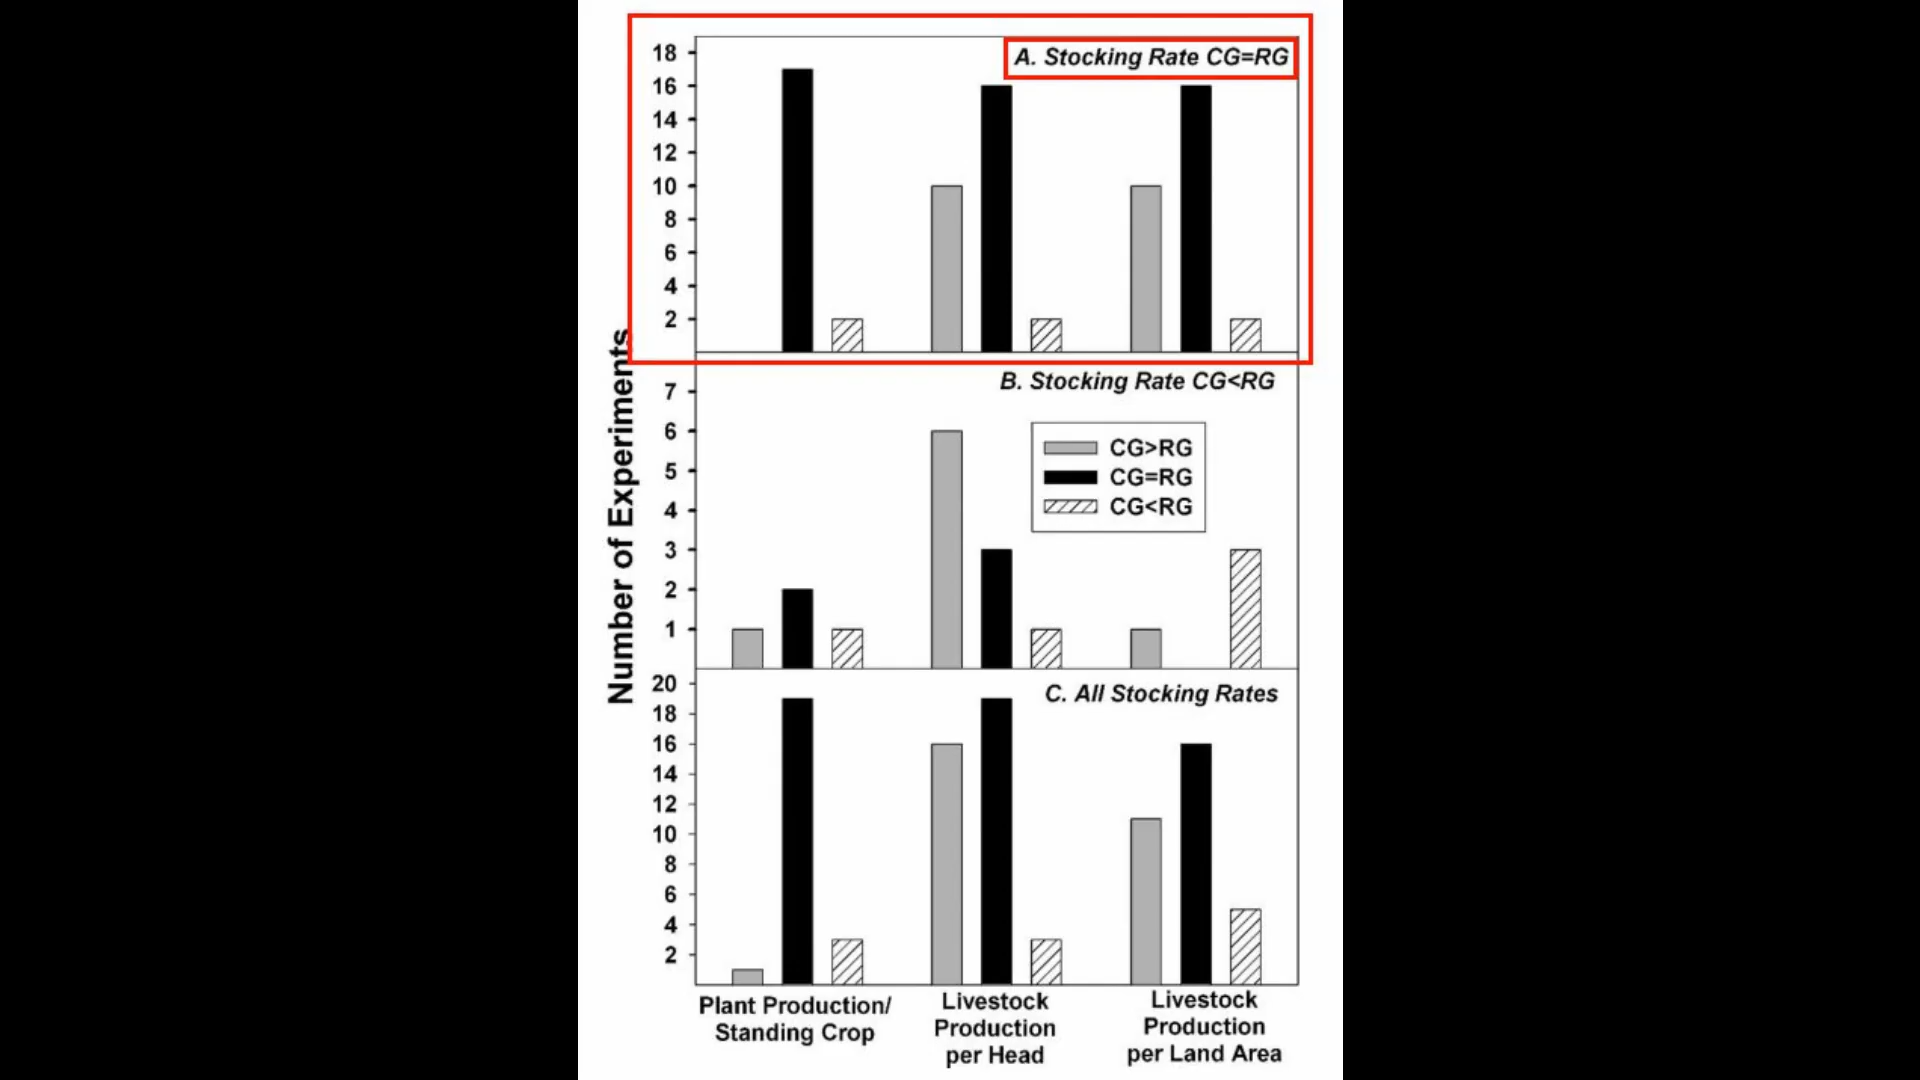 A. Stocking Rate CG=RG
18
16
14
12
10
8
6
4
2
Number of Experiments
B. Stocking Rate CG<RG
7
6
5
4
3
2
1
CG>RG
CG=RG
CG<RG
C. All Stocking Rates
20
18
16
14
12
10
8
6
4
2
Plant Production/
Standing Crop
Livestock
Production
per Head
Livestock
Production
per Land Area